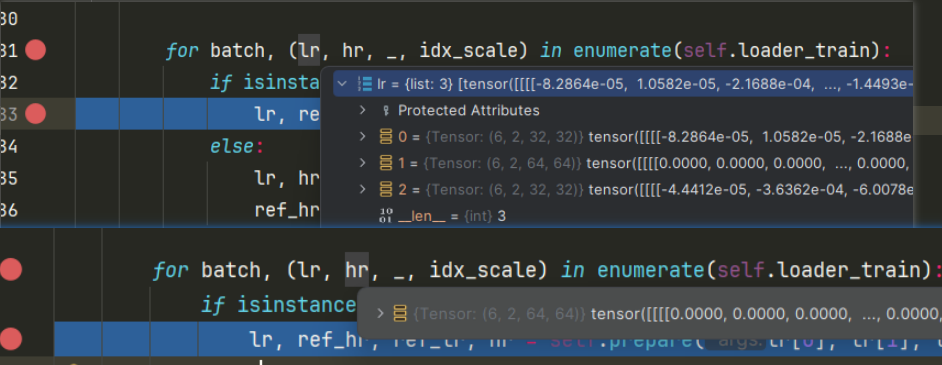 30
31 for batch, (lr, hr, _, idx_scale) in enumerate(self.loader_train):
32 if isinsta
lr = {list: 3} [tensor([[[[-8.2864e-05, 1.0582e-05, -2.1688e-04, ..., -1.4493
33 lr, re
Protected Attributes
0 = {Tensor: (6, 2, 32, 32)} tensor([[[[-8.2864e-05, 1.0582e-05, -2.1688e
34 else:
1 = {Tensor: (6, 2, 64, 64)} tensor([[[[0.0000, 0.0000, 0.0000, ..., 0.0000,
35 lr, hr
2 = {Tensor: (6, 2, 32, 32)} tensor([[[[-4.4412e-05, -3.6362e-04, -6.0078e
36 ref_hr
10 01 __len__ = {int} 3
for batch, (lr, hr, _, idx_scale) in enumerate(self.loader_train):
if isinstance
{Tensor: (6, 2, 64, 64)} tensor([[[[0.0000, 0.0000, 0.0000, ..., 0.0000,
lr, ref_hr, ref_lr, hr = self.prepare( args: lr[0], lr[1],